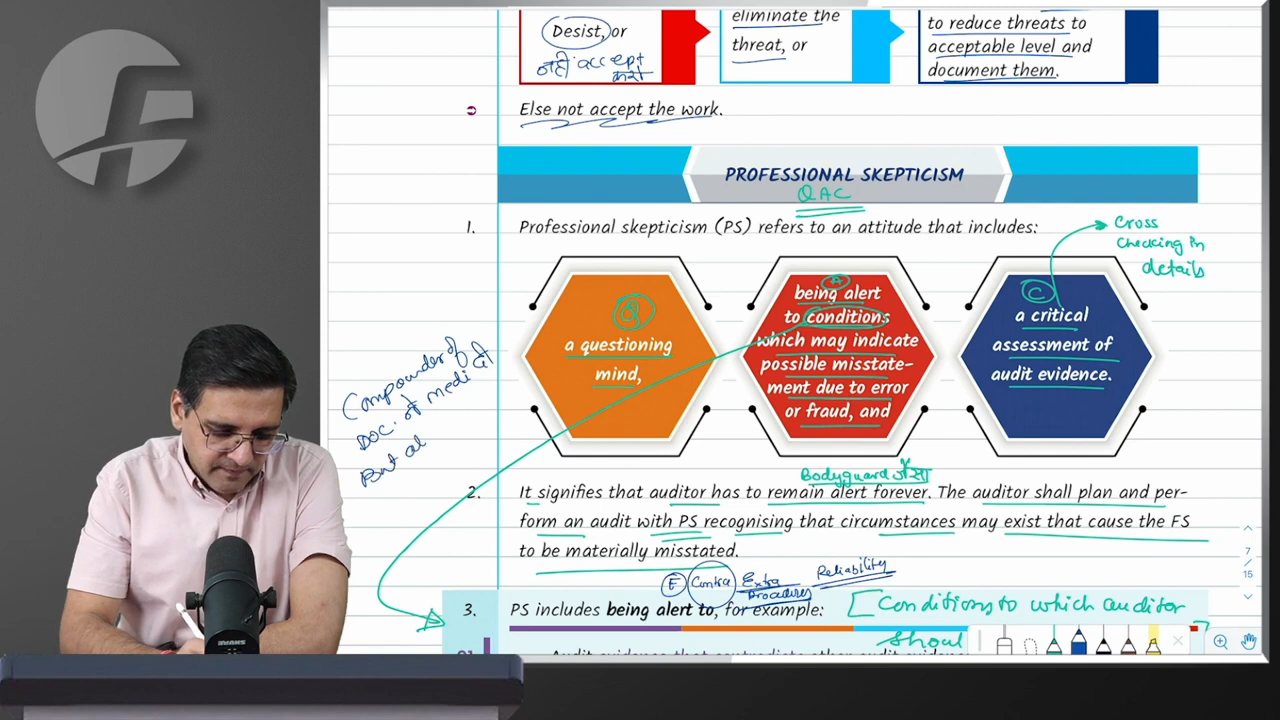 Desist, or
नहीं accept
करना
eliminate the
threat, or
to reduce threats to
acceptable level and
document them.
Else not accept the work.
PROFESSIONAL SKEPTICISM
QAC
1. Professional skepticism (PS) refers to an attitude that includes:
Cross
checking in
details
Q
a questioning
mind,
A
being alert
to conditions
which may indicate
possible misstate-
ment due to error
or fraud, and
C
a critical
assessment of
audit evidence.
Compounder of
Doc. of medi
But al
Bodyguard
2. It signifies that auditor has to remain alert forever. The auditor shall plan and per-
form an audit with PS recognising that circumstances may exist that cause the FS
to be materially misstated.
E Contra Extra Procedures Reliability
3. PS includes being alert to, for example: [Conditions to which auditor
shoul
7
/
15